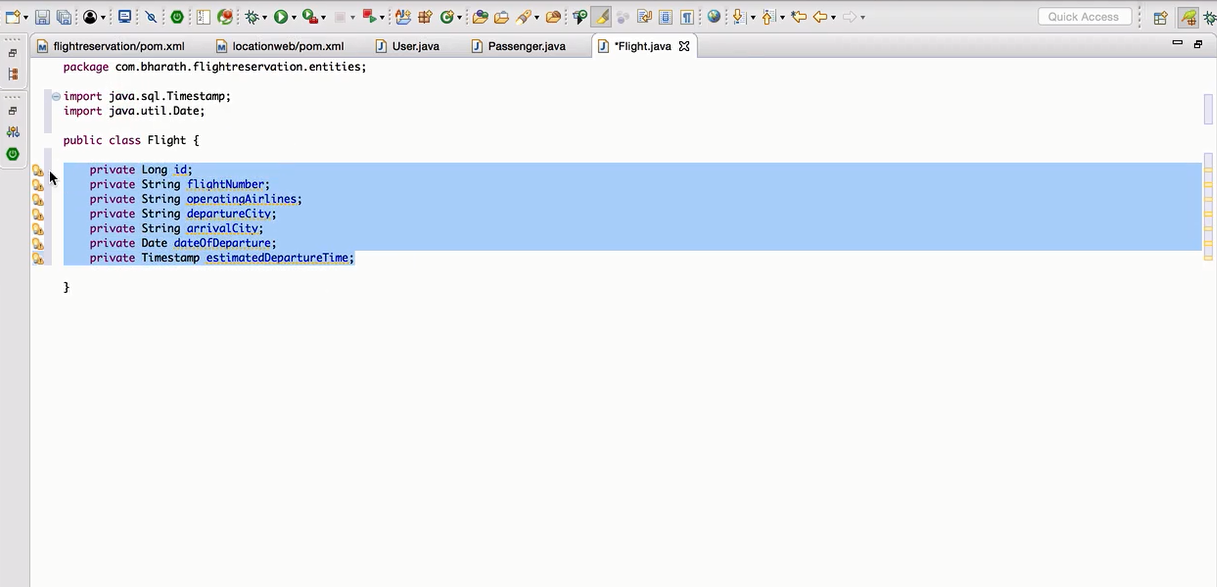 Quick Access
flightreservation/pom.xml locationweb/pom.xml User.java Passenger.java *Flight.java
package com.bharath.flightreservation.entities;
import java.sql.Timestamp;
import java.util.Date;
public class Flight {
private Long id;
private String flightNumber;
private String operatingAirlines;
private String departureCity;
private String arrivalCity;
private Date dateOfDeparture;
private Timestamp estimatedDepartureTime;
}